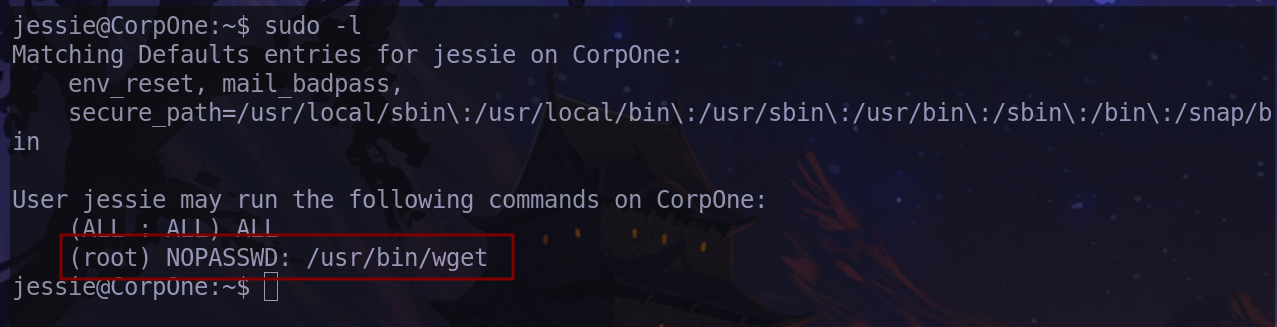 jessie@CorpOne:~$ sudo -l
Matching Defaults entries for jessie on CorpOne:
    env_reset, mail_badpass,
    secure_path=/usr/local/sbin\:/usr/local/bin\:/usr/sbin\:/usr/bin\:/sbin\:/bin\:/snap/b
in

User jessie may run the following commands on CorpOne:
    (ALL : ALL) ALL
    (root) NOPASSWD: /usr/bin/wget
jessie@CorpOne:~$